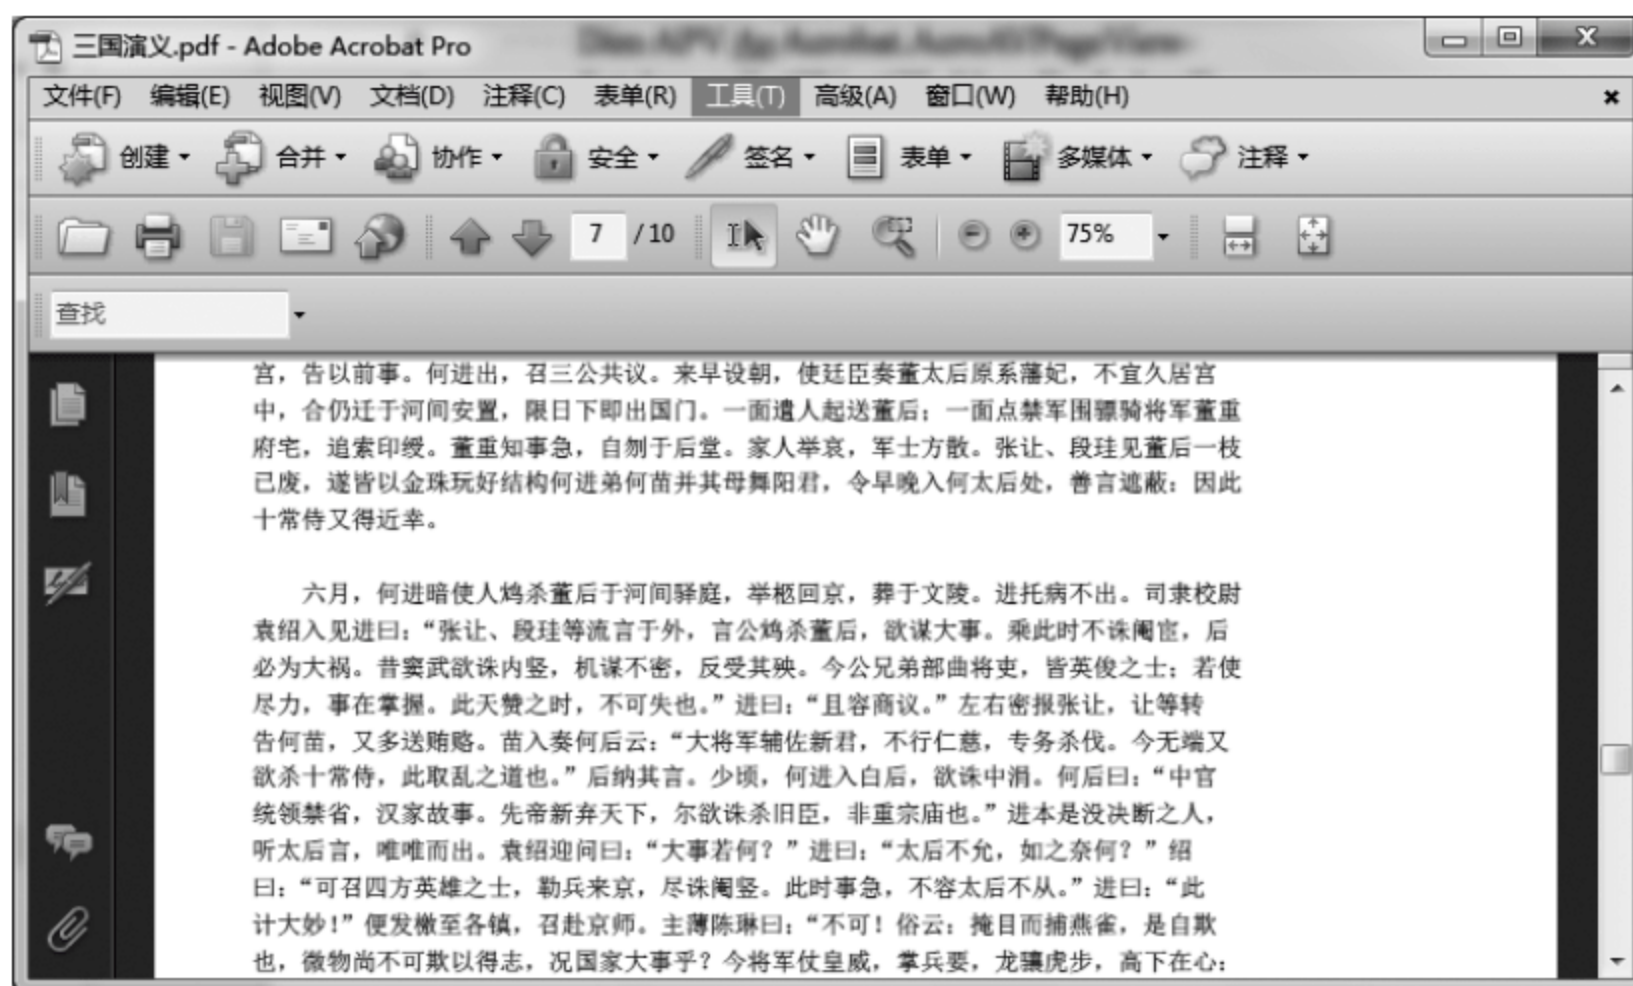 三国演义.pdf - Adobe Acrobat Pro
文件(F) 编辑(E) 视图(V) 文档(D) 注释(C) 表单(R) 工具(T) 高级(A) 窗口(W) 帮助(H)
创建 合并 协作 安全 签名 表单 多媒体 注释
7 / 10 75%
查找
宫，告以前事。何进出，召三公共议。来早设朝，使廷臣奏董太后原系藩妃，不宜久居宫
中，合仍迁于河间安置，限日下即出国门。一面遣人起送董后；一面点禁军围骠骑将军董重
府宅，追索印绶。董重知事急，自刎于后堂。家人举哀，军士方散。张让、段珪见董后一枝
已废，遂皆以金珠玩好结构何进弟何苗并其母舞阳君，令早晚入何太后处，善言遮蔽：因此
十常侍又得近幸。
六月，何进暗使人鸩杀董后于河间驿庭，举柩回京，葬于文陵。进托病不出。司隶校尉
袁绍入见进曰：“张让、段珪等流言于外，言公鸩杀董后，欲谋大事。乘此时不诛阉宦，后
必为大祸。昔窦武欲诛内竖，机谋不密，反受其殃。今公兄弟部曲将吏，皆英俊之士；若使
尽力，事在掌握。此天赞之时，不可失也。”进曰：“且容商议。”左右密报张让，让等转
告何苗，又多送贿赂。苗入奏何后云：“大将军辅佐新君，不行仁慈，专务杀伐。今无端又
欲杀十常侍，此取乱之道也。”后纳其言。少顷，何进入白后，欲诛中涓。何后曰：“中官
统领禁省，汉家故事。先帝新弃天下，尔欲诛杀旧臣，非重宗庙也。”进本是没决断之人，
听太后言，唯唯而出。袁绍迎问曰：“大事若何？”进曰：“太后不允，如之奈何？”绍
曰：“可召四方英雄之士，勒兵来京，尽诛阉竖。此时事急，不容太后不从。”进曰：“此
计大妙！”便发檄至各镇，召赴京师。主薄陈琳曰：“不可！俗云：掩目而捕燕雀，是自欺
也，微物尚不可欺以得志，况国家大事乎？今将军仗皇威，掌兵要，龙骧虎步，高下在心：